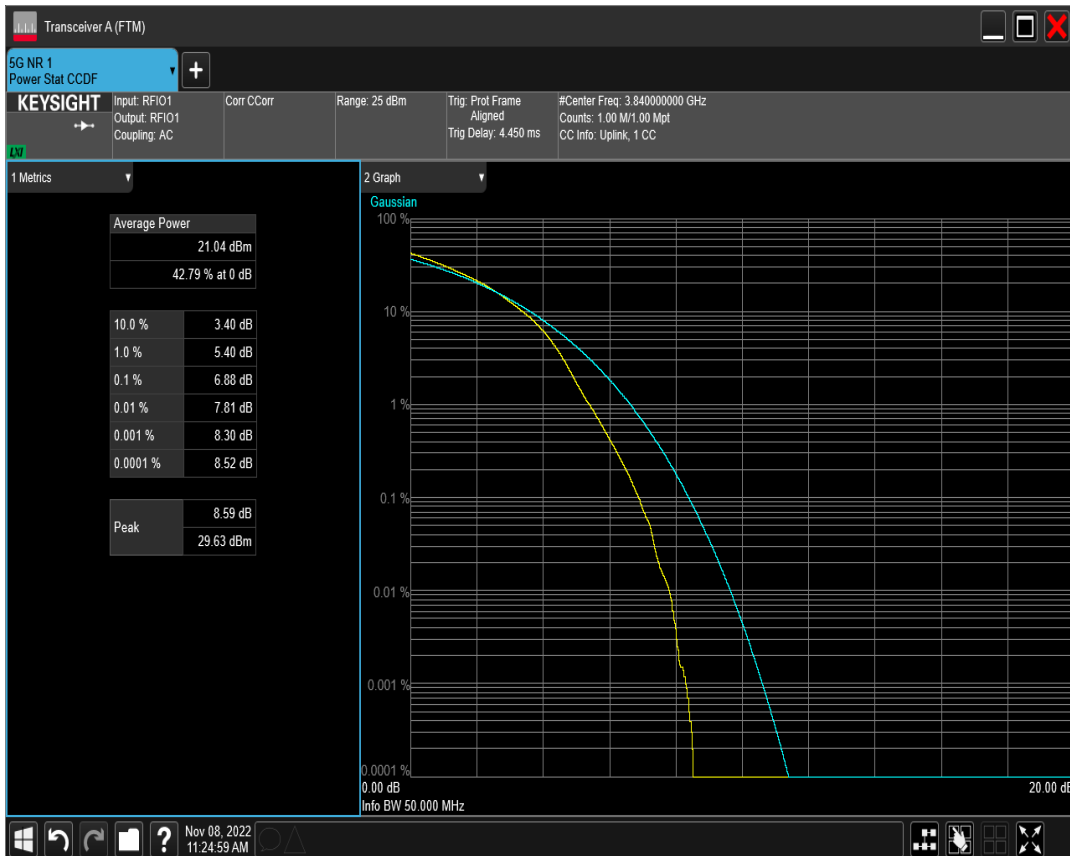 Transceiver A (FTM)
5G NR 1
Power Stat CCDF
+
KEYSIGHT
LXI
Input: RFIO1
Output: RFIO1
Coupling: AC
Corr CCorr
Range: 25 dBm
Trig: Prot Frame
Aligned
Trig Delay: 4.450 ms
#Center Freq: 3.840000000 GHz
Counts: 1.00 M/1.00 Mpt
CC Info: Uplink, 1 CC
1 Metrics
Average Power
21.04 dBm
42.79 % at 0 dB
10.0 % 3.40 dB
1.0 % 5.40 dB
0.1 % 6.88 dB
0.01 % 7.81 dB
0.001 % 8.30 dB
0.0001 % 8.52 dB
Peak
8.59 dB
29.63 dBm
2 Graph
Gaussian
100 %
10 %
1 %
0.1 %
0.01 %
0.001 %
0.0001 %
0.00 dB 20.00 dB
Info BW 50.000 MHz
?
Nov 08, 2022
11:24:59 AM